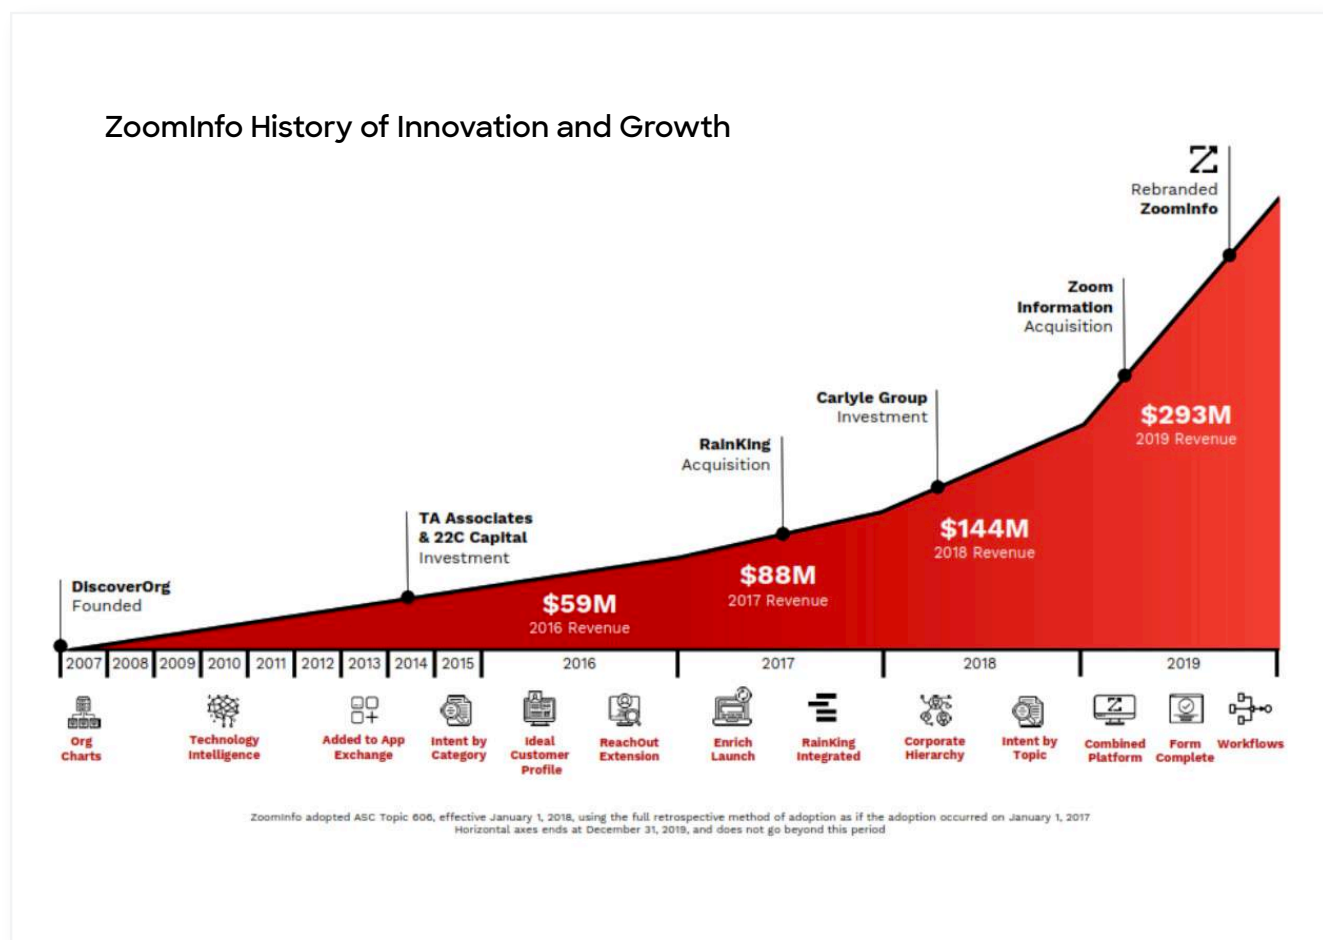 ZoomInfo History of Innovation and Growth
Rebranded
ZoomInfo
Zoom
Information
Acquisition
Carlyle Group
Investment
RainKing
Acquisition
TA Associates
& 22C Capital
Investment
DiscoverOrg
Founded
$293M
2019 Revenue
$144M
2018 Revenue
$88M
2017 Revenue
$59M
2016 Revenue
2007 2008 2009 2010 2011 2012 2013 2014 2015 2016 2017 2018 2019
Org
Charts
Technology
Intelligence
Added to App
Exchange
Intent by
Category
Ideal
Customer
Profile
ReachOut
Extension
Enrich
Launch
RainKing
Integrated
Corporate
Hierarchy
Intent by
Topic
Combined
Platform
Form
Complete
Workflows
ZoomInfo adopted ASC Topic 606, effective January 1, 2018, using the full retrospective method of adoption as if the adoption occurred on January 1, 2017
Horizontal axes ends at December 31, 2019, and does not go beyond this period